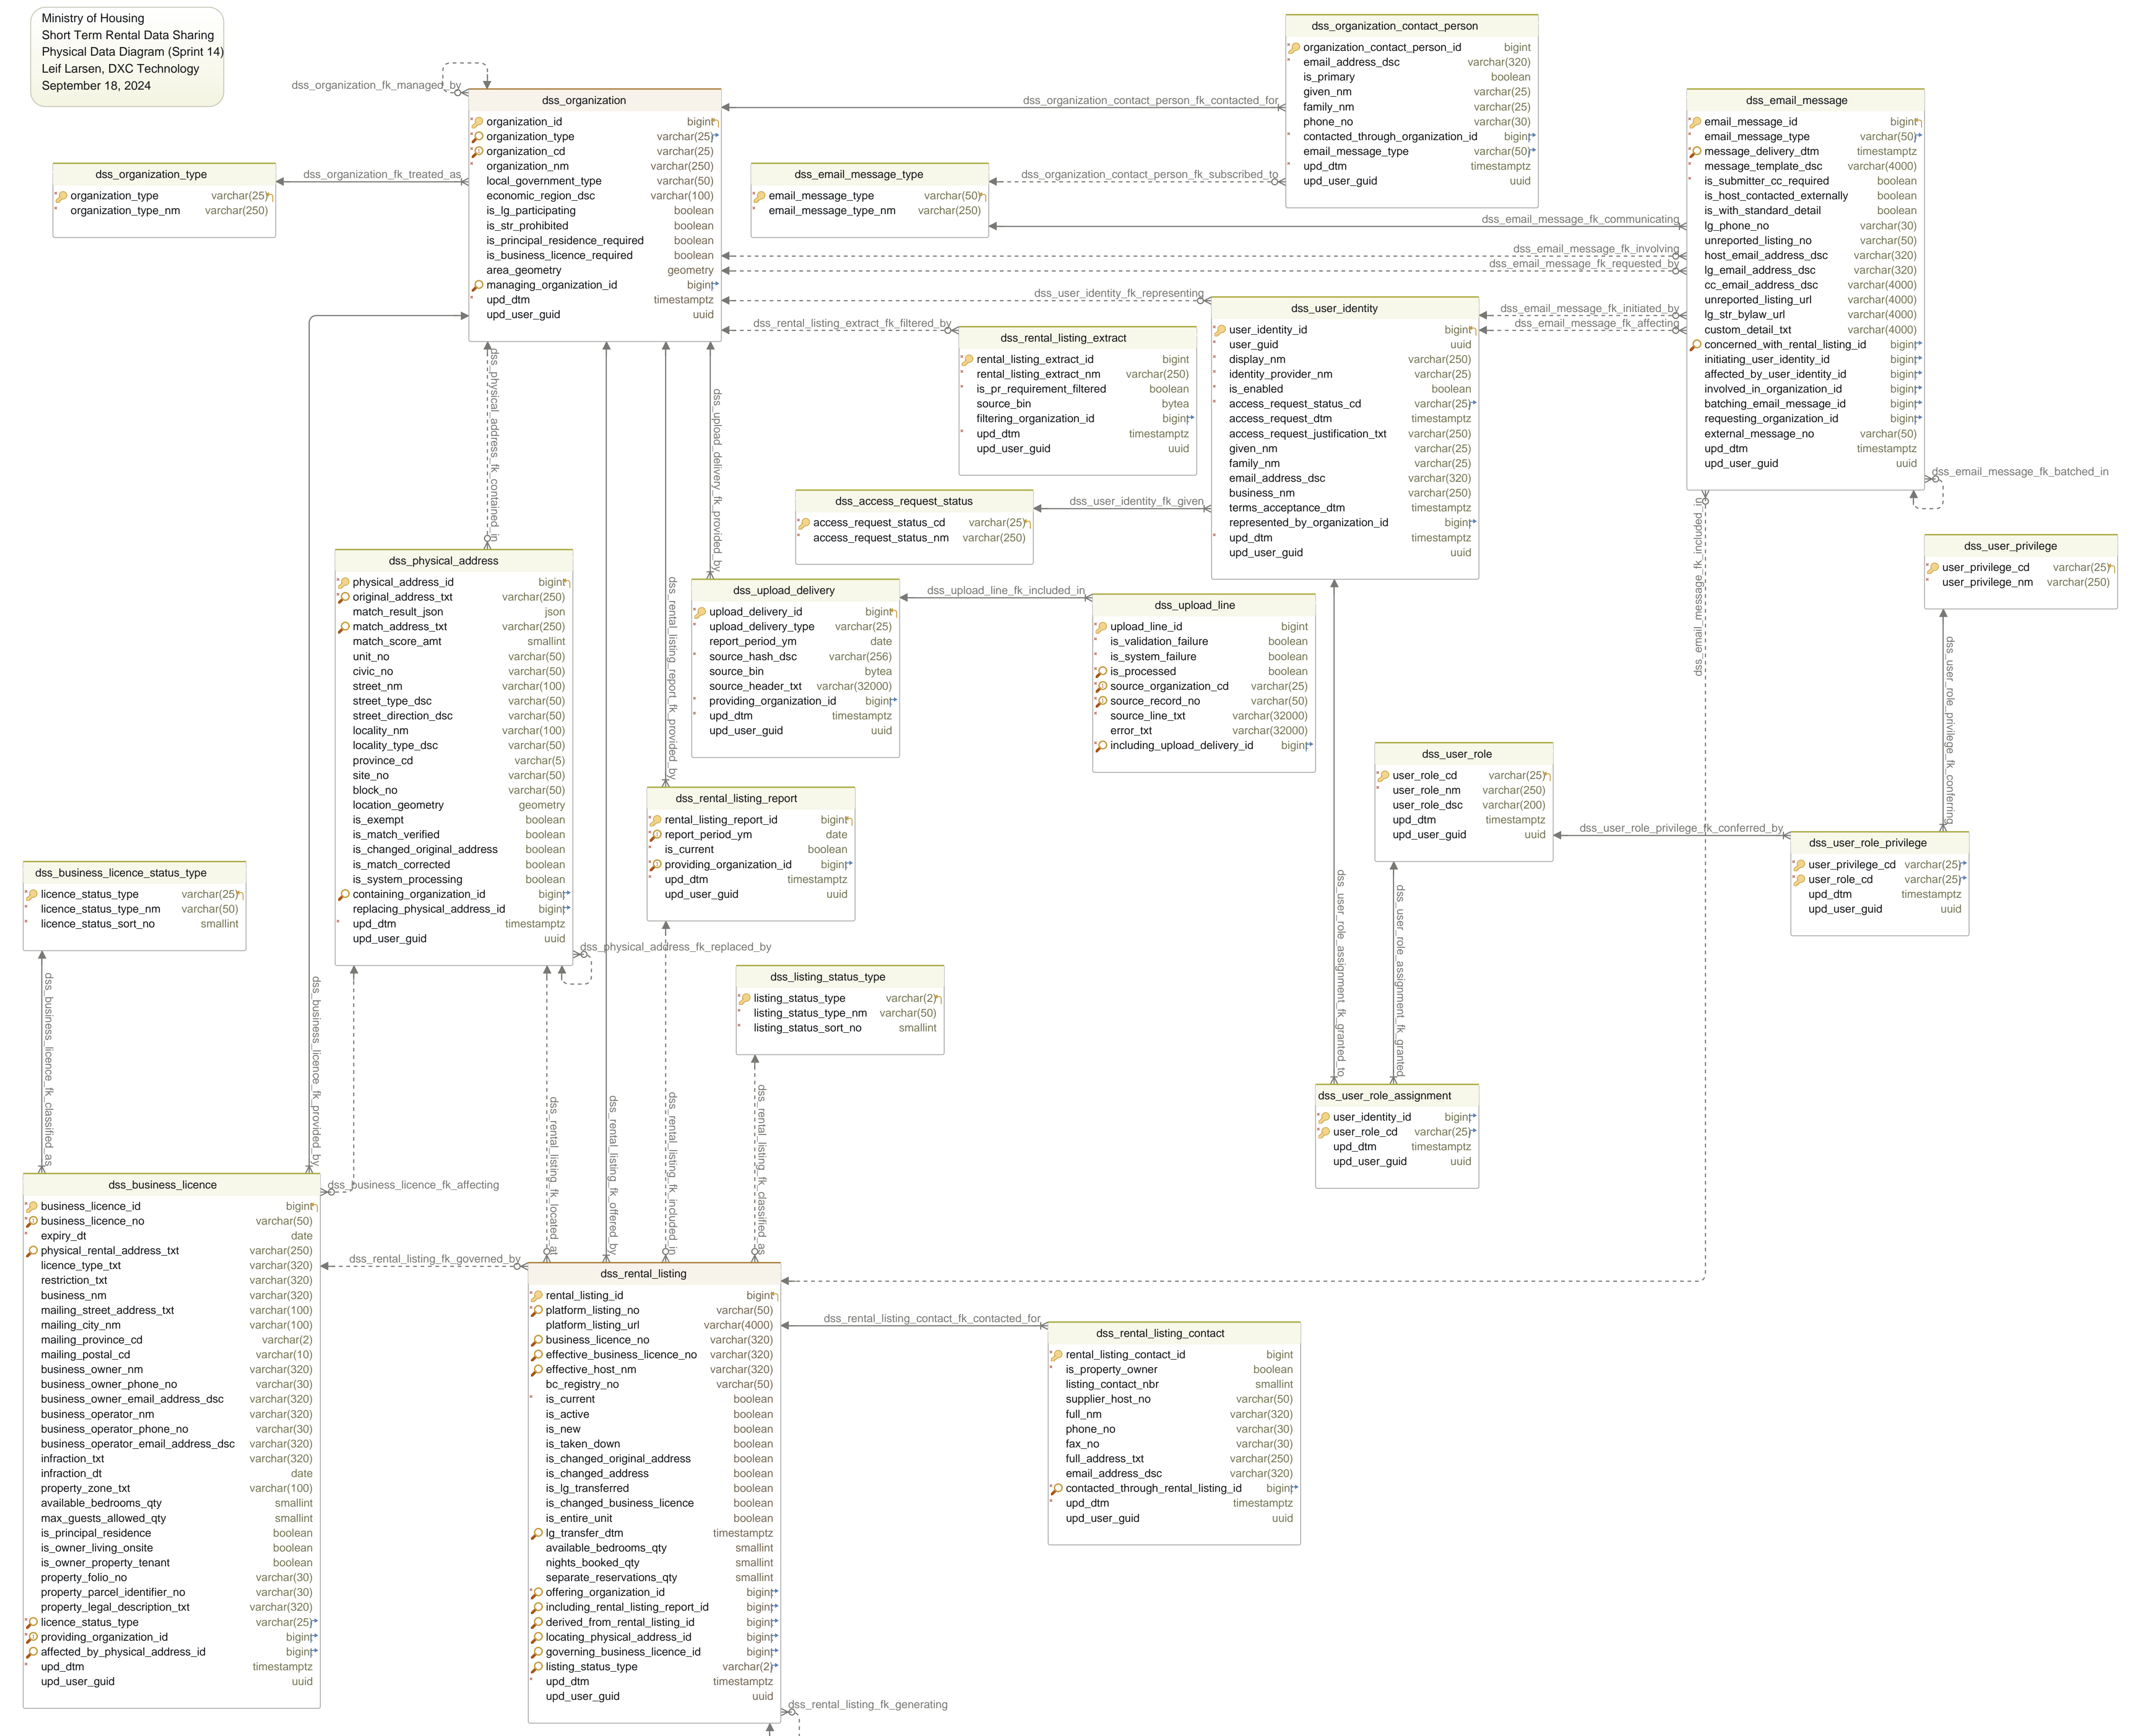 Ministry of Housing
Short Term Rental Data Sharing
Physical Data Diagram (Sprint 14)
Leif Larsen, DXC Technology
September 18, 2024
dss_organization_fk_managed_by
dss_organization
organization_id bigint
organization_type varchar(25)
organization_cd varchar(25)
organization_nm varchar(250)
local_government_type varchar(50)
economic_region_dsc varchar(100)
is_lg_participating boolean
is_str_prohibited boolean
is_principal_residence_required boolean
is_business_licence_required boolean
area_geometry geometry
managing_organization_id bigint
upd_dtm timestamptz
upd_user_guid uuid
dss_organization_contact_person
organization_contact_person_id bigint
email_address_dsc varchar(320)
is_primary boolean
given_nm varchar(25)
family_nm varchar(25)
phone_no varchar(30)
contacted_through_organization_id bigint
email_message_type varchar(50)
upd_dtm timestamptz
upd_user_guid uuid
dss_organization_contact_person_fk_contacted_for
dss_organization_type
organization_type varchar(25)
organization_type_nm varchar(250)
dss_organization_fk_treated_as
dss_email_message_type
email_message_type varchar(50)
email_message_type_nm varchar(250)
dss_organization_contact_person_fk_subscribed_to
dss_email_message_fk_communicating
dss_email_message_fk_involving
dss_email_message_fk_requested_by
dss_email_message
email_message_id bigint
email_message_type varchar(50)
message_delivery_dtm timestamptz
message_template_dsc varchar(4000)
is_submitter_cc_required boolean
is_host_contacted_externally boolean
is_with_standard_detail boolean
lg_phone_no varchar(30)
unreported_listing_no varchar(50)
host_email_address_dsc varchar(320)
lg_email_address_dsc varchar(320)
cc_email_address_dsc varchar(4000)
unreported_listing_url varchar(4000)
lg_str_bylaw_url varchar(4000)
custom_detail_txt varchar(4000)
concerned_with_rental_listing_id bigint
initiating_user_identity_id bigint
affected_by_user_identity_id bigint
involved_in_organization_id bigint
batching_email_message_id bigint
requesting_organization_id bigint
external_message_no varchar(50)
upd_dtm timestamptz
upd_user_guid uuid
dss_email_message_fk_batched_in
dss_user_identity_fk_representing
dss_rental_listing_extract_fk_filtered_by
dss_email_message_fk_initiated_by
dss_email_message_fk_affecting
dss_user_identity
user_identity_id bigint
user_guid uuid
display_nm varchar(250)
identity_provider_nm varchar(25)
is_enabled boolean
access_request_status_cd varchar(25)
access_request_dtm timestamptz
access_request_justification_txt varchar(250)
given_nm varchar(25)
family_nm varchar(25)
email_address_dsc varchar(320)
business_nm varchar(250)
terms_acceptance_dtm timestamptz
represented_by_organization_id bigint
upd_dtm timestamptz
upd_user_guid uuid
dss_rental_listing_extract
rental_listing_extract_id bigint
rental_listing_extract_nm varchar(250)
is_pr_requirement_filtered boolean
source_bin bytea
filtering_organization_id bigint
upd_dtm timestamptz
upd_user_guid uuid
dss_access_request_status
access_request_status_cd varchar(25)
access_request_status_nm varchar(250)
dss_user_identity_fk_given
dss_physical_address_fk_contained_in
dss_upload_delivery_fk_provided_by
dss_rental_listing_report_fk_provided_by
dss_email_message_fk_included_in
dss_physical_address
physical_address_id bigint
original_address_txt varchar(250)
match_result_json json
match_address_txt varchar(250)
match_score_amt smallint
unit_no varchar(50)
civic_no varchar(50)
street_nm varchar(100)
street_type_dsc varchar(50)
street_direction_dsc varchar(50)
locality_nm varchar(100)
locality_type_dsc varchar(50)
province_cd varchar(5)
site_no varchar(50)
block_no varchar(50)
location_geometry geometry
is_exempt boolean
is_match_verified boolean
is_changed_original_address boolean
is_match_corrected boolean
is_system_processing boolean
containing_organization_id bigint
replacing_physical_address_id bigint
upd_dtm timestamptz
upd_user_guid uuid
dss_physical_address_fk_replaced_by
dss_upload_delivery
upload_delivery_id bigint
upload_delivery_type varchar(25)
report_period_ym date
source_hash_dsc varchar(256)
source_bin bytea
source_header_txt varchar(32000)
providing_organization_id bigint
upd_dtm timestamptz
upd_user_guid uuid
dss_upload_line_fk_included_in
dss_upload_line
upload_line_id bigint
is_validation_failure boolean
is_system_failure boolean
is_processed boolean
source_organization_cd varchar(25)
source_record_no varchar(50)
source_line_txt varchar(32000)
error_txt varchar(32000)
including_upload_delivery_id bigint
dss_user_privilege
user_privilege_cd varchar(25)
user_privilege_nm varchar(250)
dss_user_role_privilege_fk_conferring
dss_user_role
user_role_cd varchar(25)
user_role_nm varchar(250)
user_role_dsc varchar(200)
upd_dtm timestamptz
upd_user_guid uuid
dss_user_role_privilege_fk_conferred_by
dss_user_role_privilege
user_privilege_cd varchar(25)
user_role_cd varchar(25)
upd_dtm timestamptz
upd_user_guid uuid
dss_rental_listing_report
rental_listing_report_id bigint
report_period_ym date
is_current boolean
providing_organization_id bigint
upd_dtm timestamptz
upd_user_guid uuid
dss_business_licence_status_type
licence_status_type varchar(25)
licence_status_type_nm varchar(50)
licence_status_sort_no smallint
dss_listing_status_type
listing_status_type varchar(2)
listing_status_type_nm varchar(50)
listing_status_sort_no smallint
dss_business_licence_fk_classified_as
dss_business_licence_fk_provided_by
dss_rental_listing_fk_located_at
dss_rental_listing_fk_offered_by
dss_rental_listing_fk_included_in
dss_rental_listing_fk_classified_as
dss_user_role_assignment_fk_granted_to
dss_user_role_assignment_fk_granted
dss_user_role_assignment
user_identity_id bigint
user_role_cd varchar(25)
upd_dtm timestamptz
upd_user_guid uuid
dss_business_licence_fk_affecting
dss_business_licence
business_licence_id bigint
business_licence_no varchar(50)
expiry_dt date
physical_rental_address_txt varchar(250)
licence_type_txt varchar(320)
restriction_txt varchar(320)
business_nm varchar(320)
mailing_street_address_txt varchar(100)
mailing_city_nm varchar(100)
mailing_province_cd varchar(2)
mailing_postal_cd varchar(10)
business_owner_nm varchar(320)
business_owner_phone_no varchar(30)
business_owner_email_address_dsc varchar(320)
business_operator_nm varchar(320)
business_operator_phone_no varchar(30)
business_operator_email_address_dsc varchar(320)
infraction_txt varchar(320)
infraction_dt date
property_zone_txt varchar(100)
available_bedrooms_qty smallint
max_guests_allowed_qty smallint
is_principal_residence boolean
is_owner_living_onsite boolean
is_owner_property_tenant boolean
property_folio_no varchar(30)
property_parcel_identifier_no varchar(30)
property_legal_description_txt varchar(320)
licence_status_type varchar(25)
providing_organization_id bigint
affected_by_physical_address_id bigint
upd_dtm timestamptz
upd_user_guid uuid
dss_rental_listing_fk_governed_by
dss_rental_listing
rental_listing_id bigint
platform_listing_no varchar(50)
platform_listing_url varchar(4000)
business_licence_no varchar(320)
effective_business_licence_no varchar(320)
effective_host_nm varchar(320)
bc_registry_no varchar(50)
is_current boolean
is_active boolean
is_new boolean
is_taken_down boolean
is_changed_original_address boolean
is_changed_address boolean
is_lg_transferred boolean
is_changed_business_licence boolean
is_entire_unit boolean
lg_transfer_dtm timestamptz
available_bedrooms_qty smallint
nights_booked_qty smallint
separate_reservations_qty smallint
offering_organization_id bigint
including_rental_listing_report_id bigint
derived_from_rental_listing_id bigint
locating_physical_address_id bigint
governing_business_licence_id bigint
listing_status_type varchar(2)
upd_dtm timestamptz
upd_user_guid uuid
dss_rental_listing_fk_generating
dss_rental_listing_contact_fk_contacted_for
dss_rental_listing_contact
rental_listing_contact_id bigint
is_property_owner boolean
listing_contact_nbr smallint
supplier_host_no varchar(50)
full_nm varchar(320)
phone_no varchar(30)
fax_no varchar(30)
full_address_txt varchar(250)
email_address_dsc varchar(320)
contacted_through_rental_listing_id bigint
upd_dtm timestamptz
upd_user_guid uuid